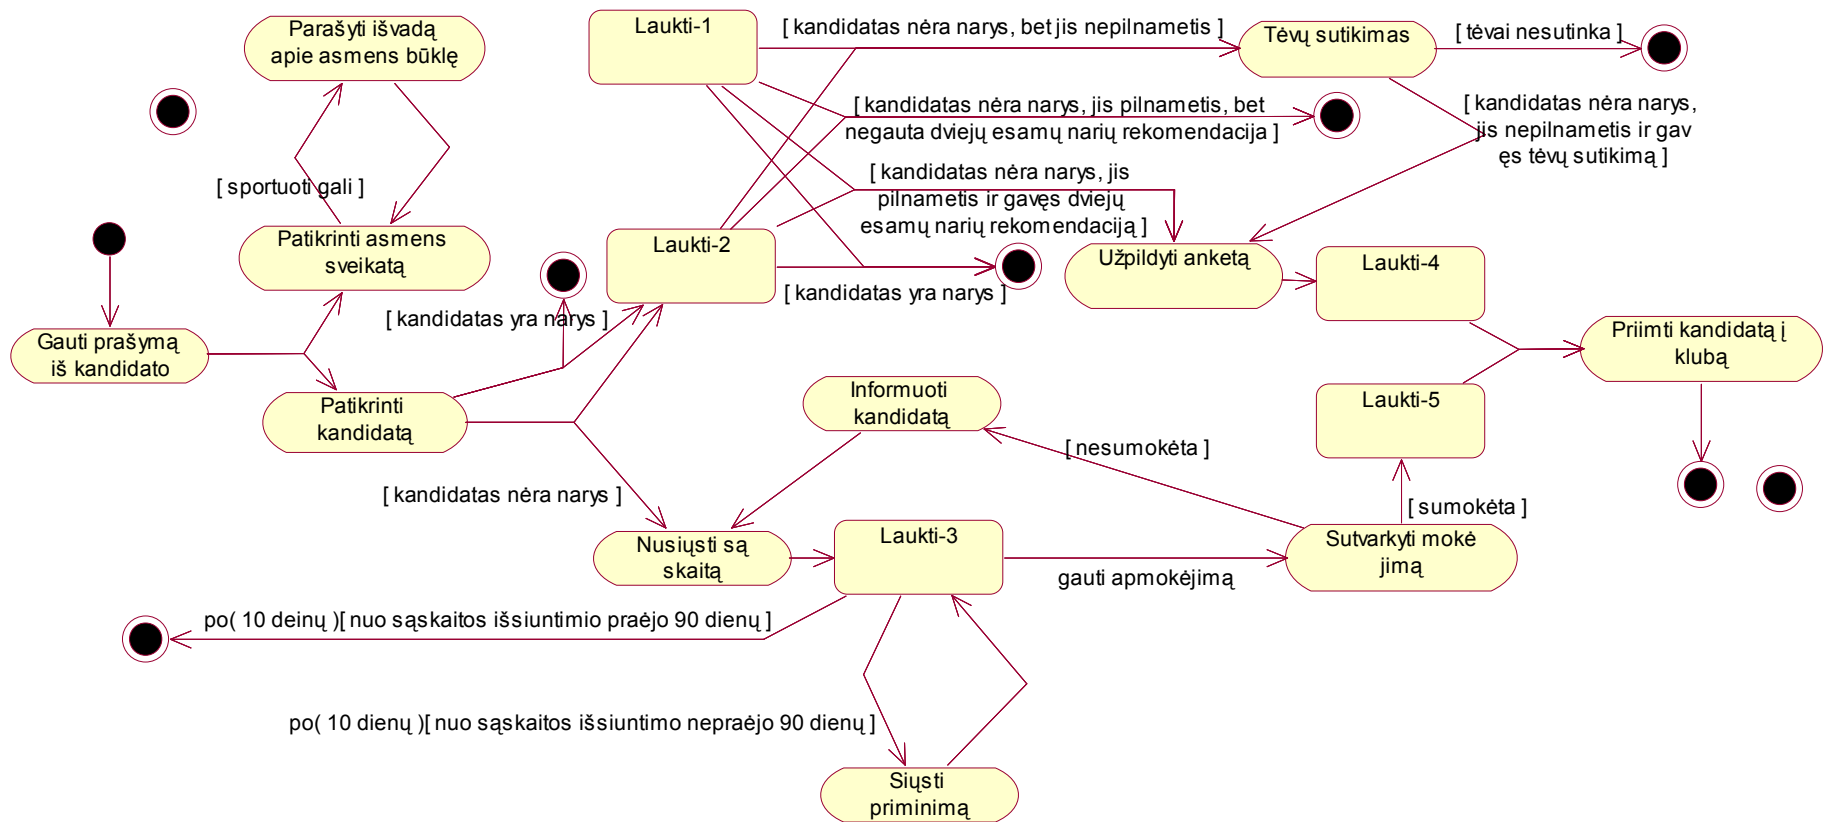 Parašyti išvadą
apie asmens būklę
Laukti-1
[ kandidatas nėra narys, bet jis nepilnametis ]
Tėvų sutikimas
[ tėvai nesutinka ]
[ kandidatas nėra narys, jis pilnametis, bet
negauta dviejų esamų narių rekomendacija ]
[ kandidatas nėra narys,
jis nepilnametis ir gav
ęs tėvų sutikimą ]
[ sportuoti gali ]
[ kandidatas nėra narys, jis
pilnametis ir gavęs dviejų
esamų narių rekomendaciją ]
Patikrinti asmens
sveikatą
Laukti-2
Užpildyti anketą
Laukti-4
[ kandidatas yra narys ]
[ kandidatas yra narys ]
Gauti prašymą
iš kandidato
Priimti kandidatą į
klubą
Patikrinti
kandidatą
Informuoti
kandidatą
Laukti-5
[ nesumokėta ]
[ kandidatas nėra narys ]
[ sumokėta ]
Nusiųsti są
skaitą
Laukti-3
gauti apmokėjimą
Sutvarkyti mokė
jimą
po( 10 deinų )[ nuo sąskaitos išsiuntimio praėjo 90 dienų ]
po( 10 dienų )[ nuo sąskaitos išsiuntimo nepraėjo 90 dienų ]
Siųsti
priminimą